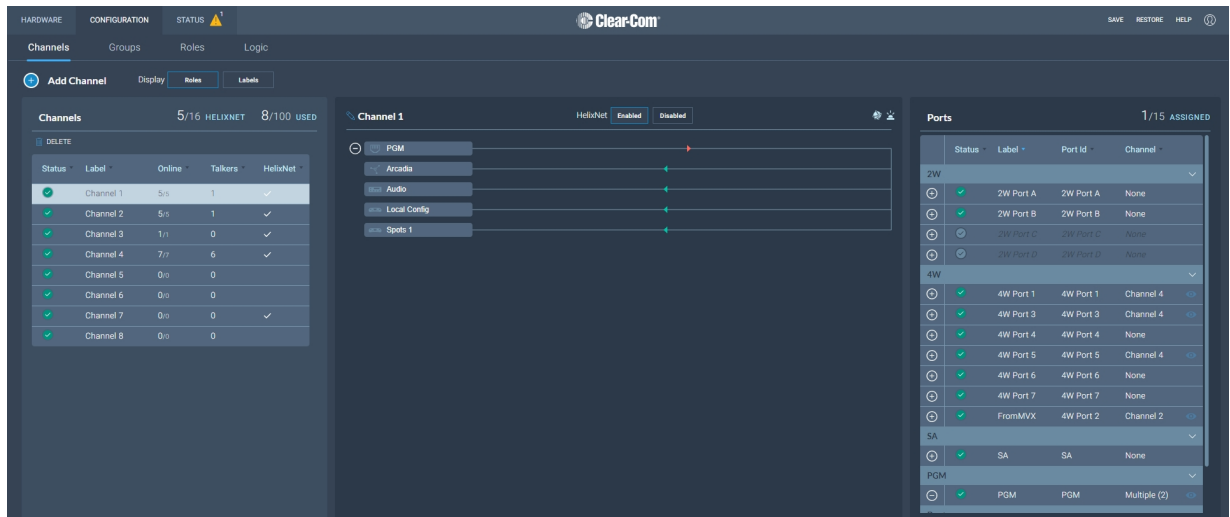 HARDWARE CONFIGURATION STATUS 1 Clear-Com SAVE RESTORE HELP
Channels Groups Roles Logic
Add Channel Display Roles Labels
Channels 5/16 HELIXNET 8/100 USED
DELETE
Status Label Online Talkers HelixNet
Channel 1 5/5 1
Channel 2 5/5 1
Channel 3 1/1 0
Channel 4 7/7 6
Channel 5 0/0 0
Channel 6 0/0 0
Channel 7 0/0 0
Channel 8 0/0 0
Channel 1 HelixNet Enabled Disabled
PGM
Arcadia
Audio
Local Config
Spots 1
Ports 1/15 ASSIGNED
Status Label Port Id Channel
2W
2W Port A 2W Port A None
2W Port B 2W Port B None
2W Port C 2W Port C None
2W Port D 2W Port D None
4W
4W Port 1 4W Port 1 Channel 4
4W Port 3 4W Port 3 Channel 4
4W Port 4 4W Port 4 None
4W Port 5 4W Port 5 Channel 4
4W Port 6 4W Port 6 None
4W Port 7 4W Port 7 None
FromMVX 4W Port 2 Channel 2
SA
SA SA None
PGM
PGM PGM Multiple (2)